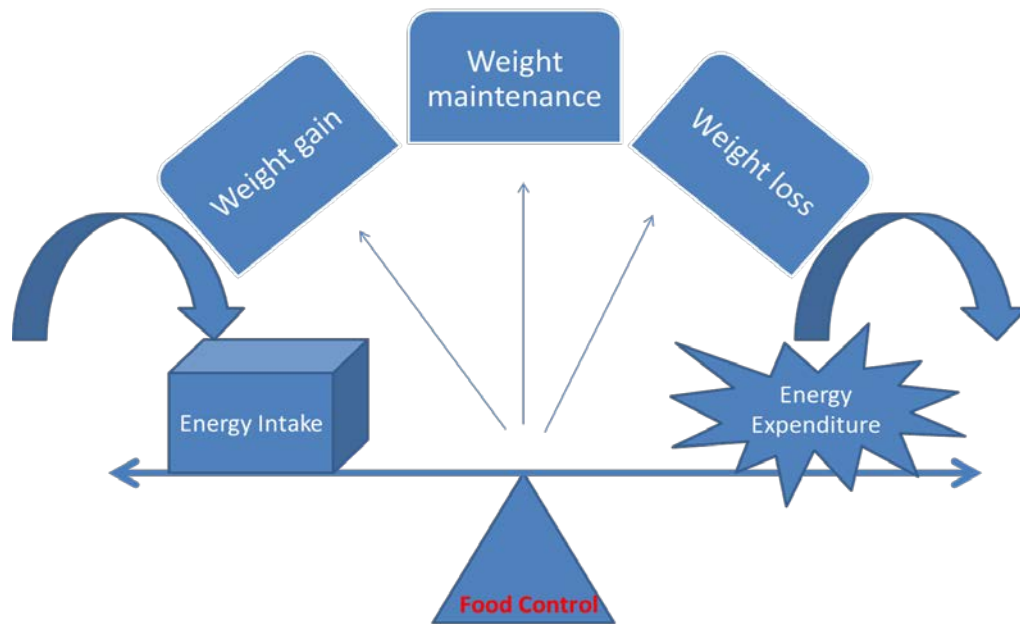 Weight
maintenance
Weight gain
Weight loss
Energy Intake
Energy
Expenditure
Food Control